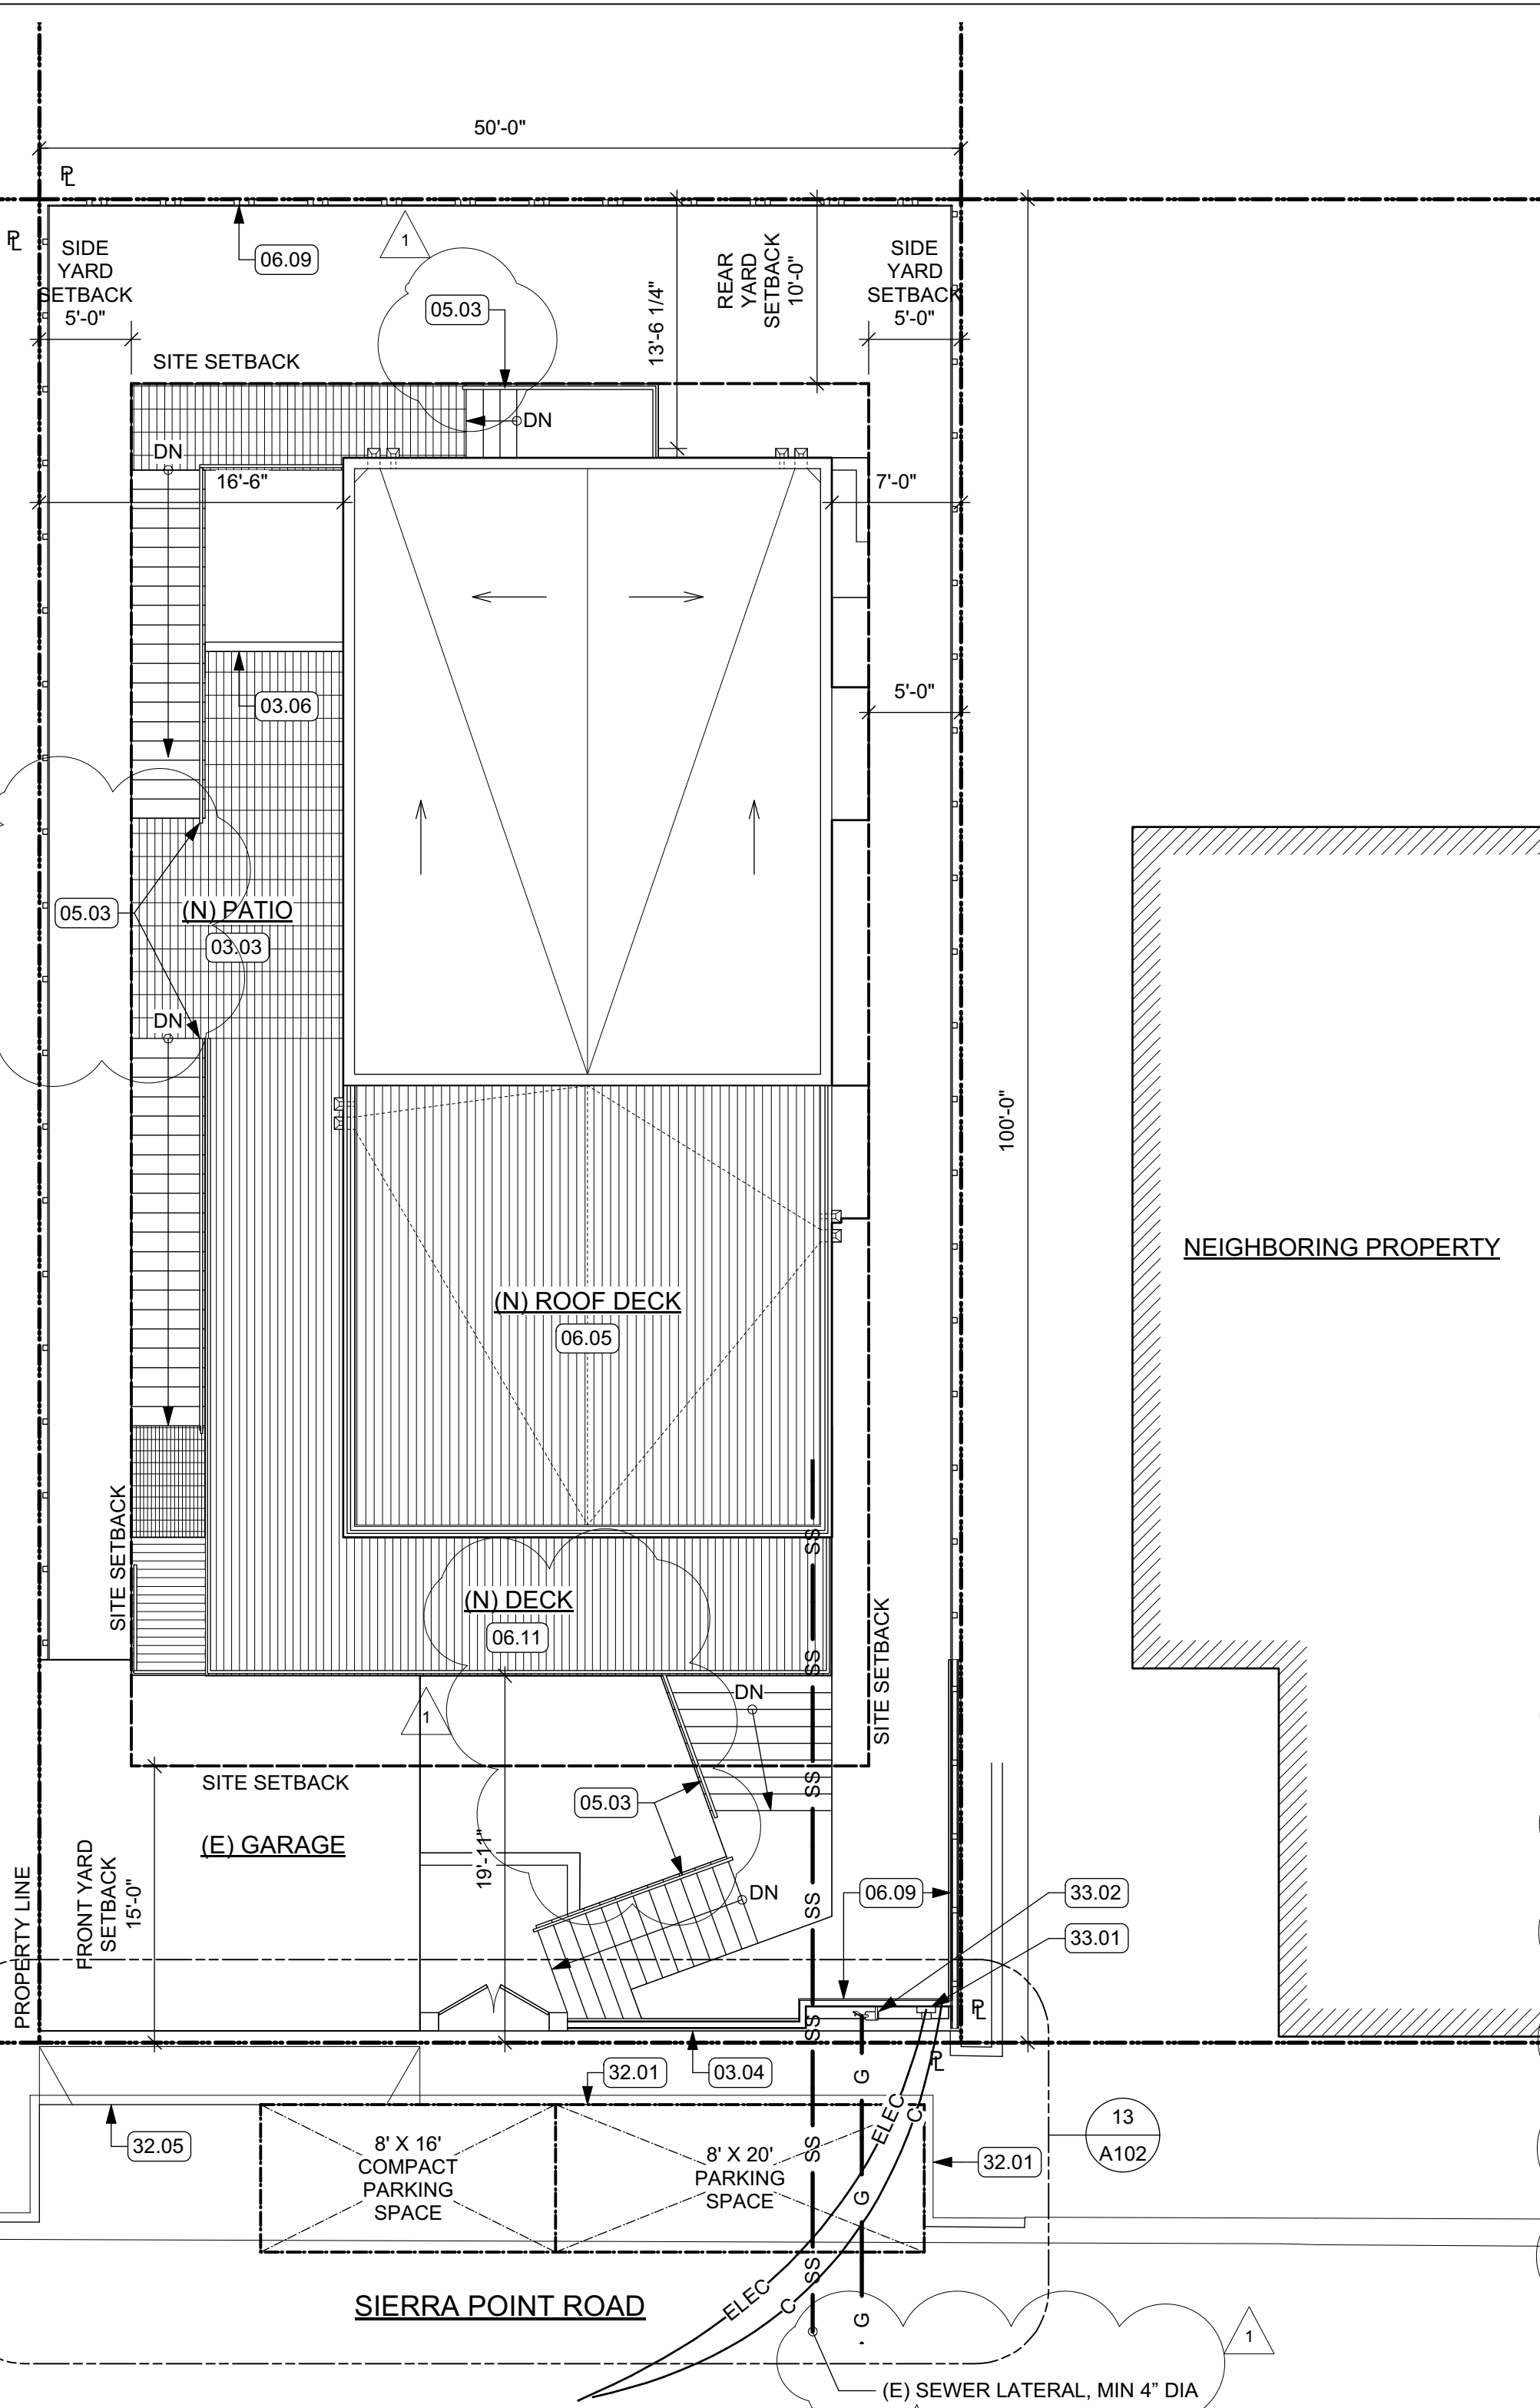 50'-0"
PL
PL
SIDE
YARD
SETBACK
5'-0"
06.09
1
05.03
13'-6 1/4"
REAR
YARD
SETBACK
10'-0"
SIDE
YARD
SETBACK
5'-0"
SITE SETBACK
DN
DN
16'-6"
7'-0"
03.06
5'-0"
05.03
(N) PATIO
03.03
DN
100'-0"
NEIGHBORING PROPERTY
(N) ROOF DECK
06.05
SITE SETBACK
SS
(N) DECK
06.11
SS
SITE SETBACK
1
DN
SITE SETBACK
SS
05.03
(E) GARAGE
19'-11"
PROPERTY LINE
FRONT YARD
SETBACK
15'-0"
DN
SS
06.09
33.02
33.01
PL
SS
PL
32.01
03.04
G
ELEC
C
32.05
8' X 16'
COMPACT
PARKING
SPACE
8' X 20'
PARKING
SPACE
SS
G
32.01
13
A102
SIERRA POINT ROAD
ELEC
C
SS
G
1
(E) SEWER LATERAL, MIN 4” DIA